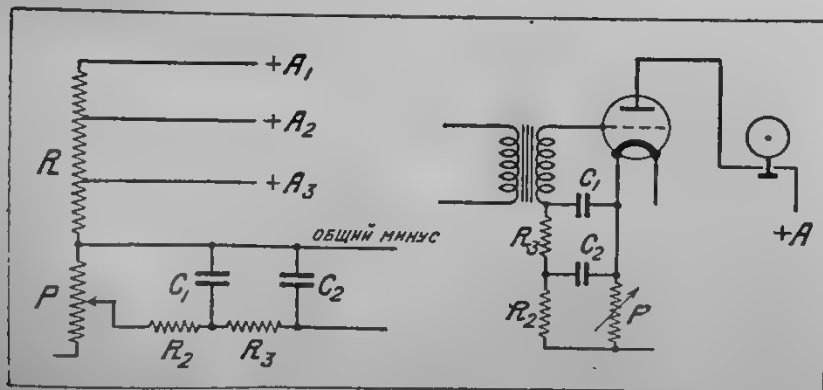 +A₁
+A₂
R
+A₃
ОБЩИЙ МИНУС
P
C₁
C₂
R₂
R₃
C₁
R₃
C₂
R₂
P
+A